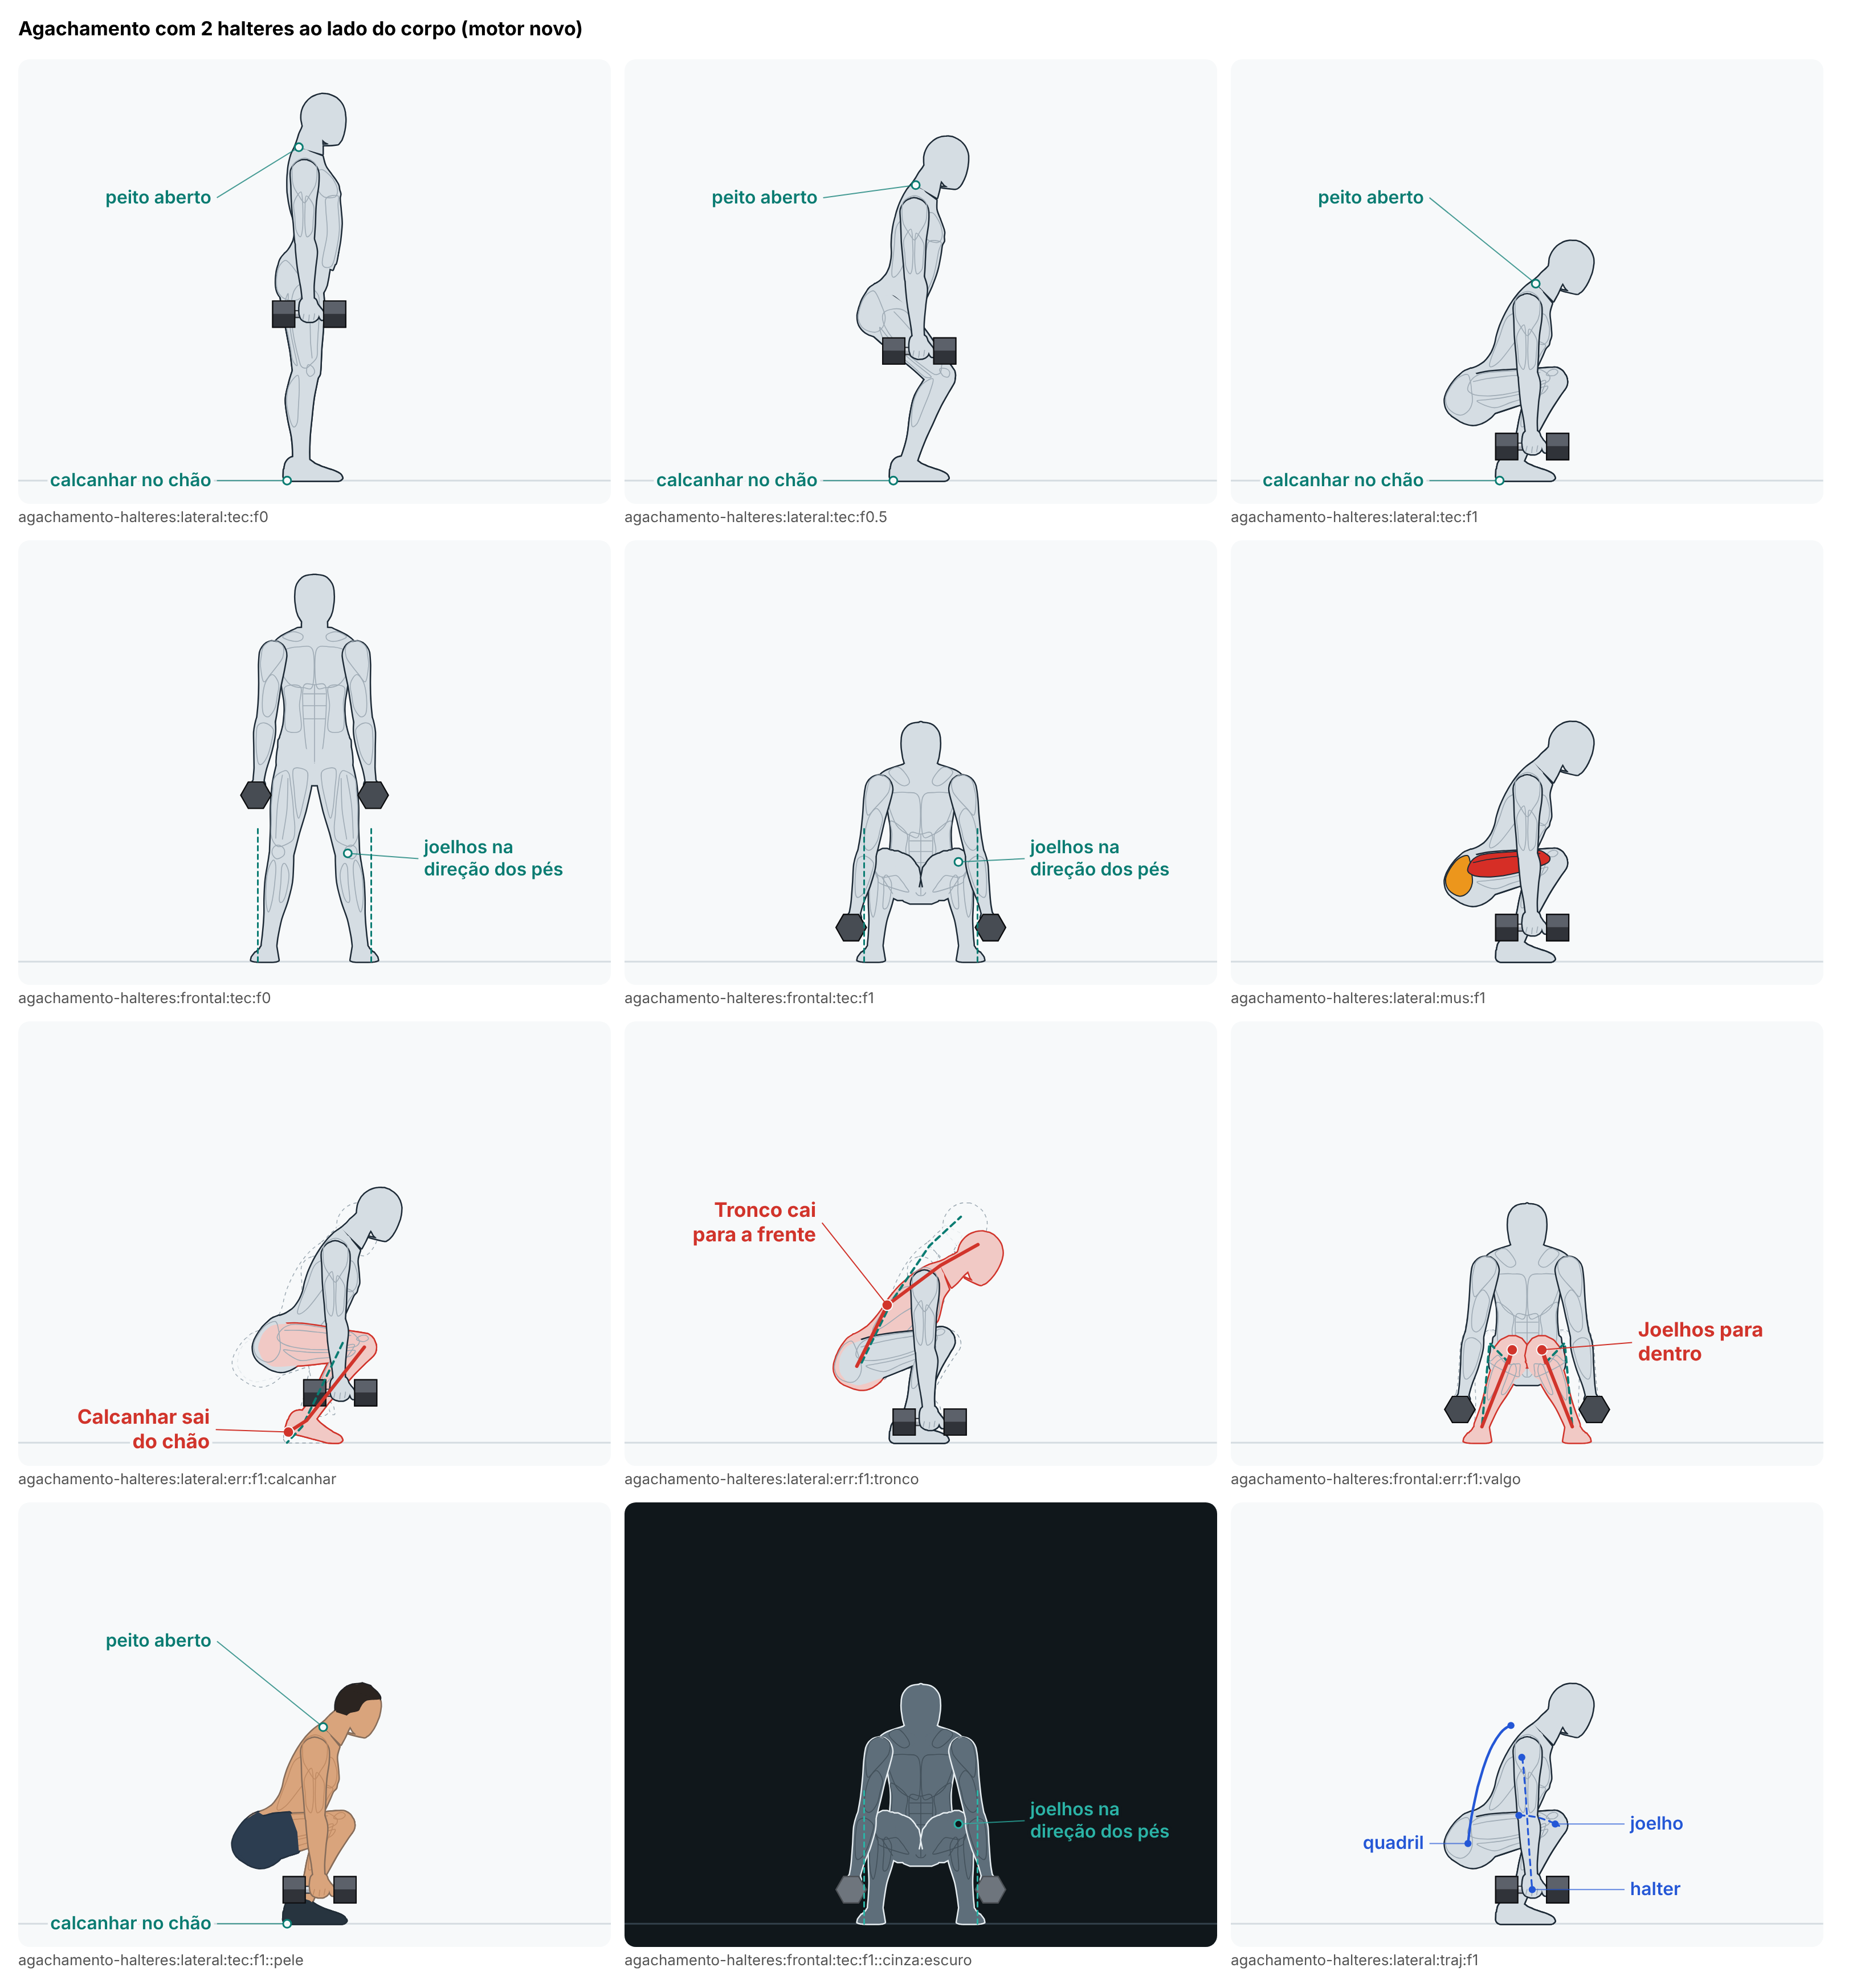 Agachamento com 2 halteres ao lado do corpo (motor novo)
peito aberto
calcanhar no chão
agachamento-halteres:lateral:tec:f0
peito aberto
calcanhar no chão
agachamento-halteres:lateral:tec:f0.5
peito aberto
calcanhar no chão
agachamento-halteres:lateral:tec:f1
joelhos na
direção dos pés
agachamento-halteres:frontal:tec:f0
joelhos na
direção dos pés
agachamento-halteres:frontal:tec:f1
agachamento-halteres:lateral:mus:f1
Calcanhar sai
do chão
agachamento-halteres:lateral:err:f1:calcanhar
Tronco cai
para a frente
agachamento-halteres:lateral:err:f1:tronco
Joelhos para
dentro
agachamento-halteres:frontal:err:f1:valgo
peito aberto
calcanhar no chão
agachamento-halteres:lateral:tec:f1::pele
joelhos na
direção dos pés
agachamento-halteres:frontal:tec:f1::cinza:escuro
joelho
quadril
halter
agachamento-halteres:lateral:traj:f1